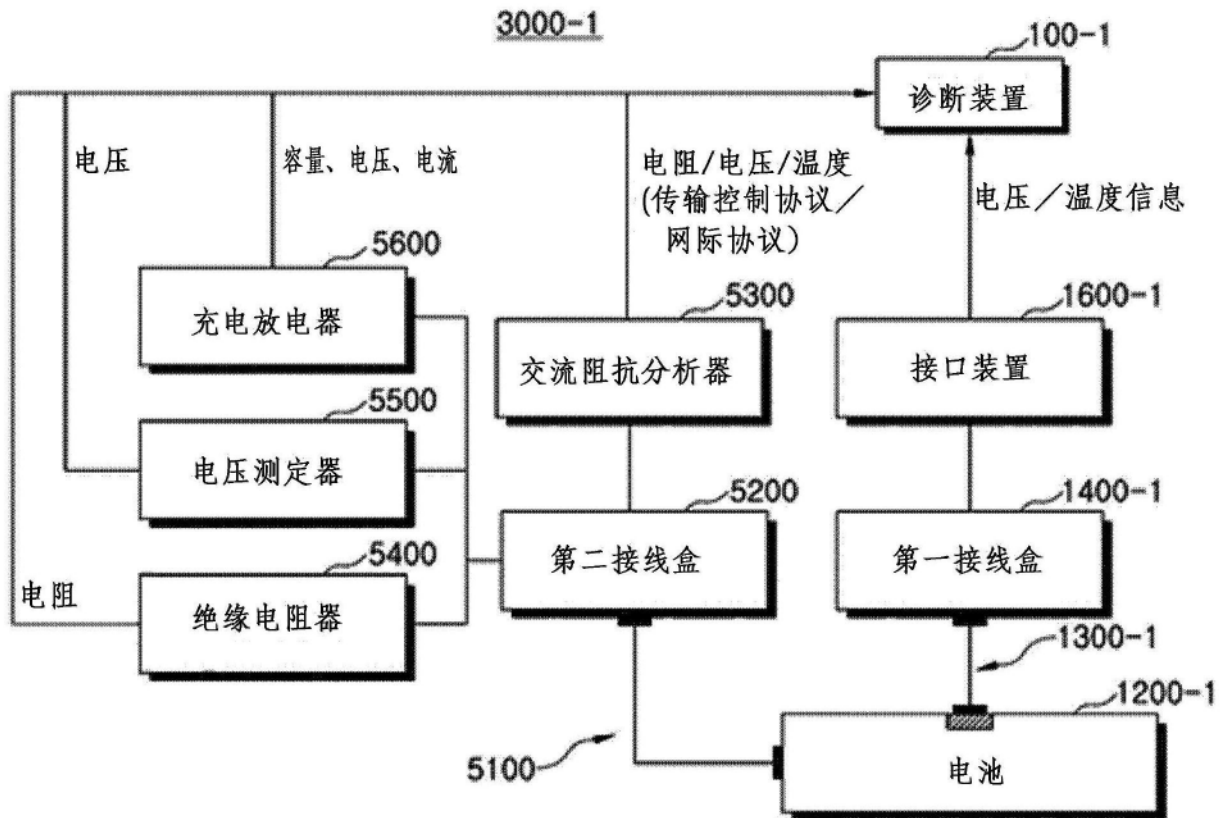 3000-1
100-1
诊断装置
电压
容量、电压、电流
电阻/电压/温度
(传输控制协议／
网际协议）
电压／温度信息
5600
充电放电器
5300
交流阻抗分析器
1600-1
接口装置
5500
电压测定器
5200
第二接线盒
1400-1
第一接线盒
5400
电阻
绝缘电阻器
1300-1
1200-1
5100
电池